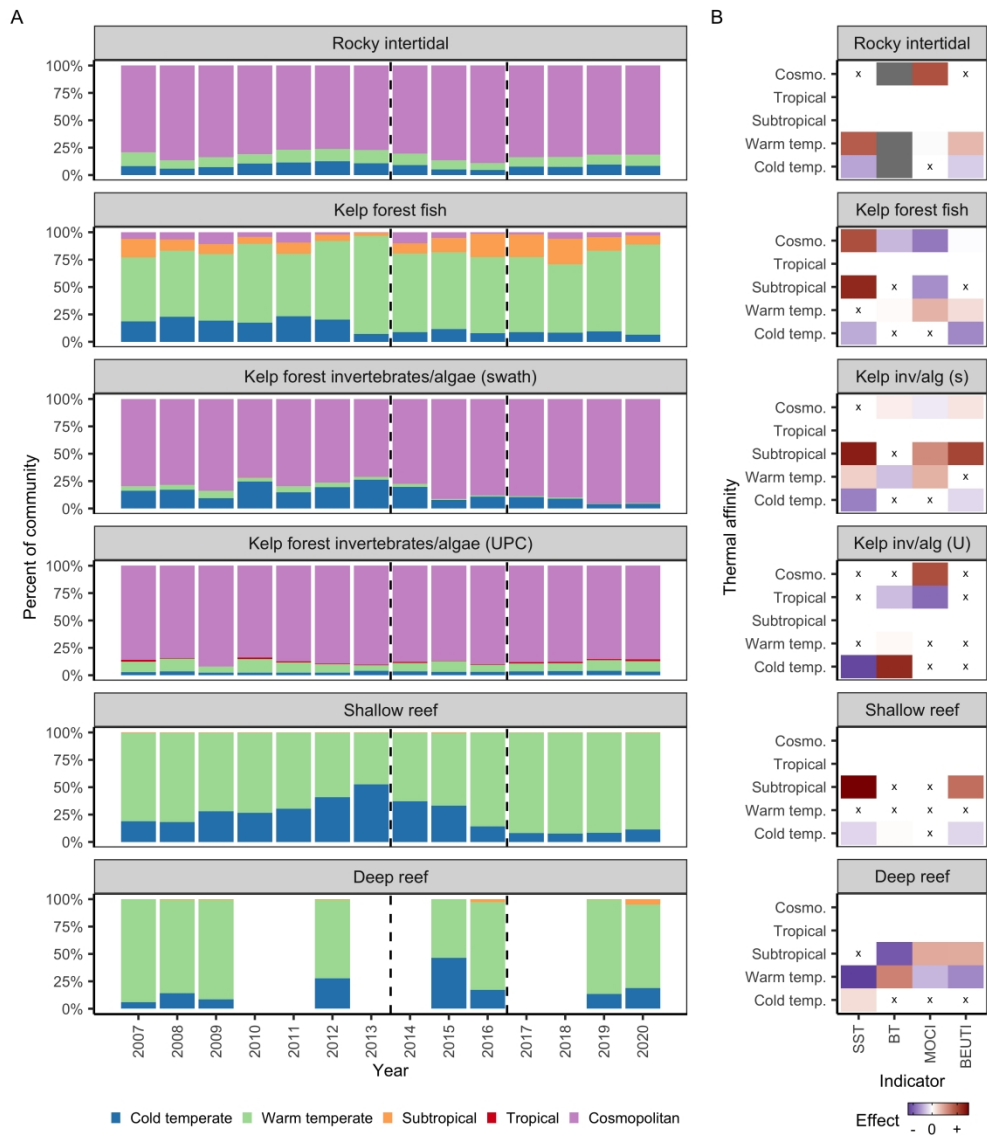 A
Rocky intertidal
100%
75%
50%
25%
0%
Kelp forest fish
100%
75%
50%
25%
0%
Kelp forest invertebrates/algae (swath)
100%
75%
50%
25%
0%
Kelp forest invertebrates/algae (UPC)
100%
75%
50%
25%
0%
Shallow reef
100%
75%
50%
25%
0%
Deep reef
100%
75%
50%
25%
0%
Percent of community
2007
2008
2009
2010
2011
2012
2013
2014
2015
2016
2017
2018
2019
2020
Year
Cold temperate Warm temperate Subtropical Tropical Cosmopolitan
B
Rocky intertidal
Cosmo. x x
Tropical
Subtropical
Warm temp.
Cold temp. x
Kelp forest fish
Cosmo.
Tropical
Subtropical x x
Warm temp. x
Cold temp. x x
Kelp inv/alg (s)
Cosmo. x
Tropical
Subtropical x
Warm temp. x
Cold temp. x x
Kelp inv/alg (U)
Cosmo. x x x
Tropical x x
Subtropical
Warm temp. x x x
Cold temp. x x
Shallow reef
Cosmo.
Tropical
Subtropical x x
Warm temp. x x x x
Cold temp. x
Deep reef
Cosmo.
Tropical
Subtropical x
Warm temp.
Cold temp. x x x
Thermal affinity
SST
BT
MOCI
BEUTI
Indicator
Effect
- 0 +